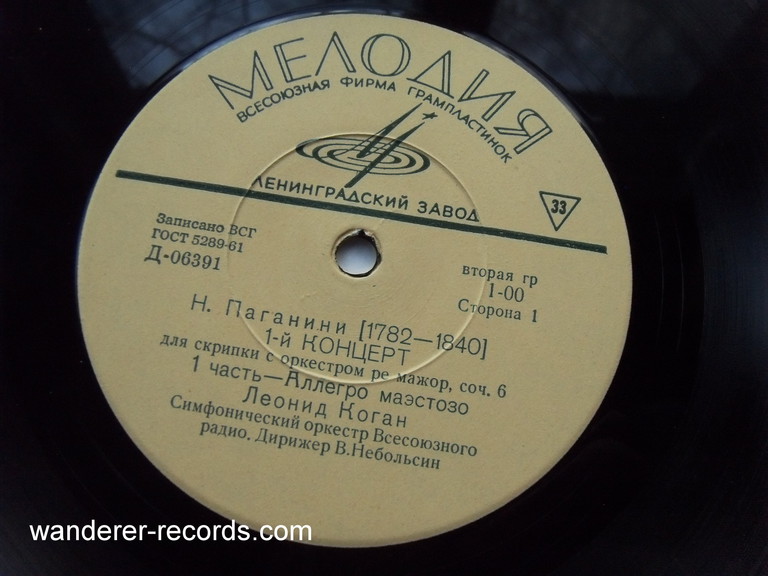 МЕЛОДИЯ
ВСЕСОЮЗНАЯ ФИРМА ГРАМПЛАСТИНОК
ЛЕНИНГРАДСКИЙ ЗАВОД
33
Записано ВСГ
ГОСТ 5289-61
Д-06391
вторая гр
1-00
Сторона 1
Н. Паганини [1782—1840]
1-й КОНЦЕРТ
для скрипки с оркестром ре мажор, соч. 6
1 часть—Аллегро маэстозо
Леонид Коган
Симфонический оркестр Всесоюзного
радио. Дирижер В.Небольсин
wanderer-records.com